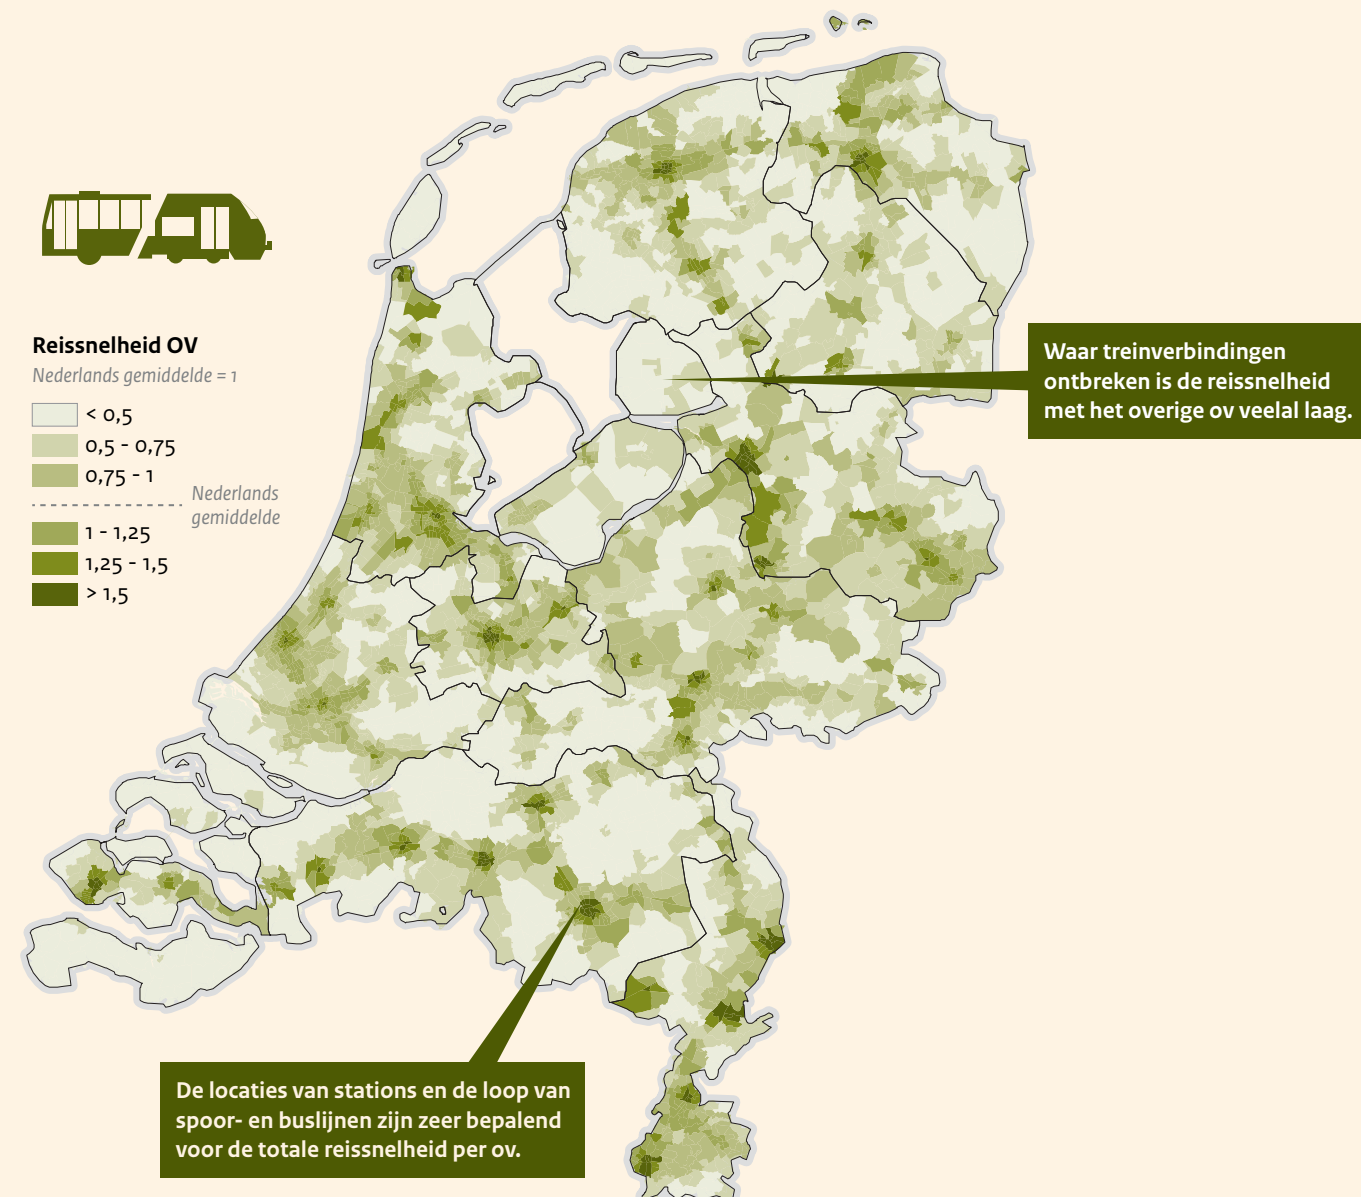 Reissnelheid OV
Nederlands gemiddelde = 1
< 0,5
0,5 - 0,75
0,75 - 1
Nederlands
gemiddelde
1 - 1,25
1,25 - 1,5
> 1,5
Waar treinverbindingen
ontbreken is de reissnelheid
met het overige ov veelal laag.
De locaties van stations en de loop van
spoor- en buslijnen zijn zeer bepalend
voor de totale reissnelheid per ov.